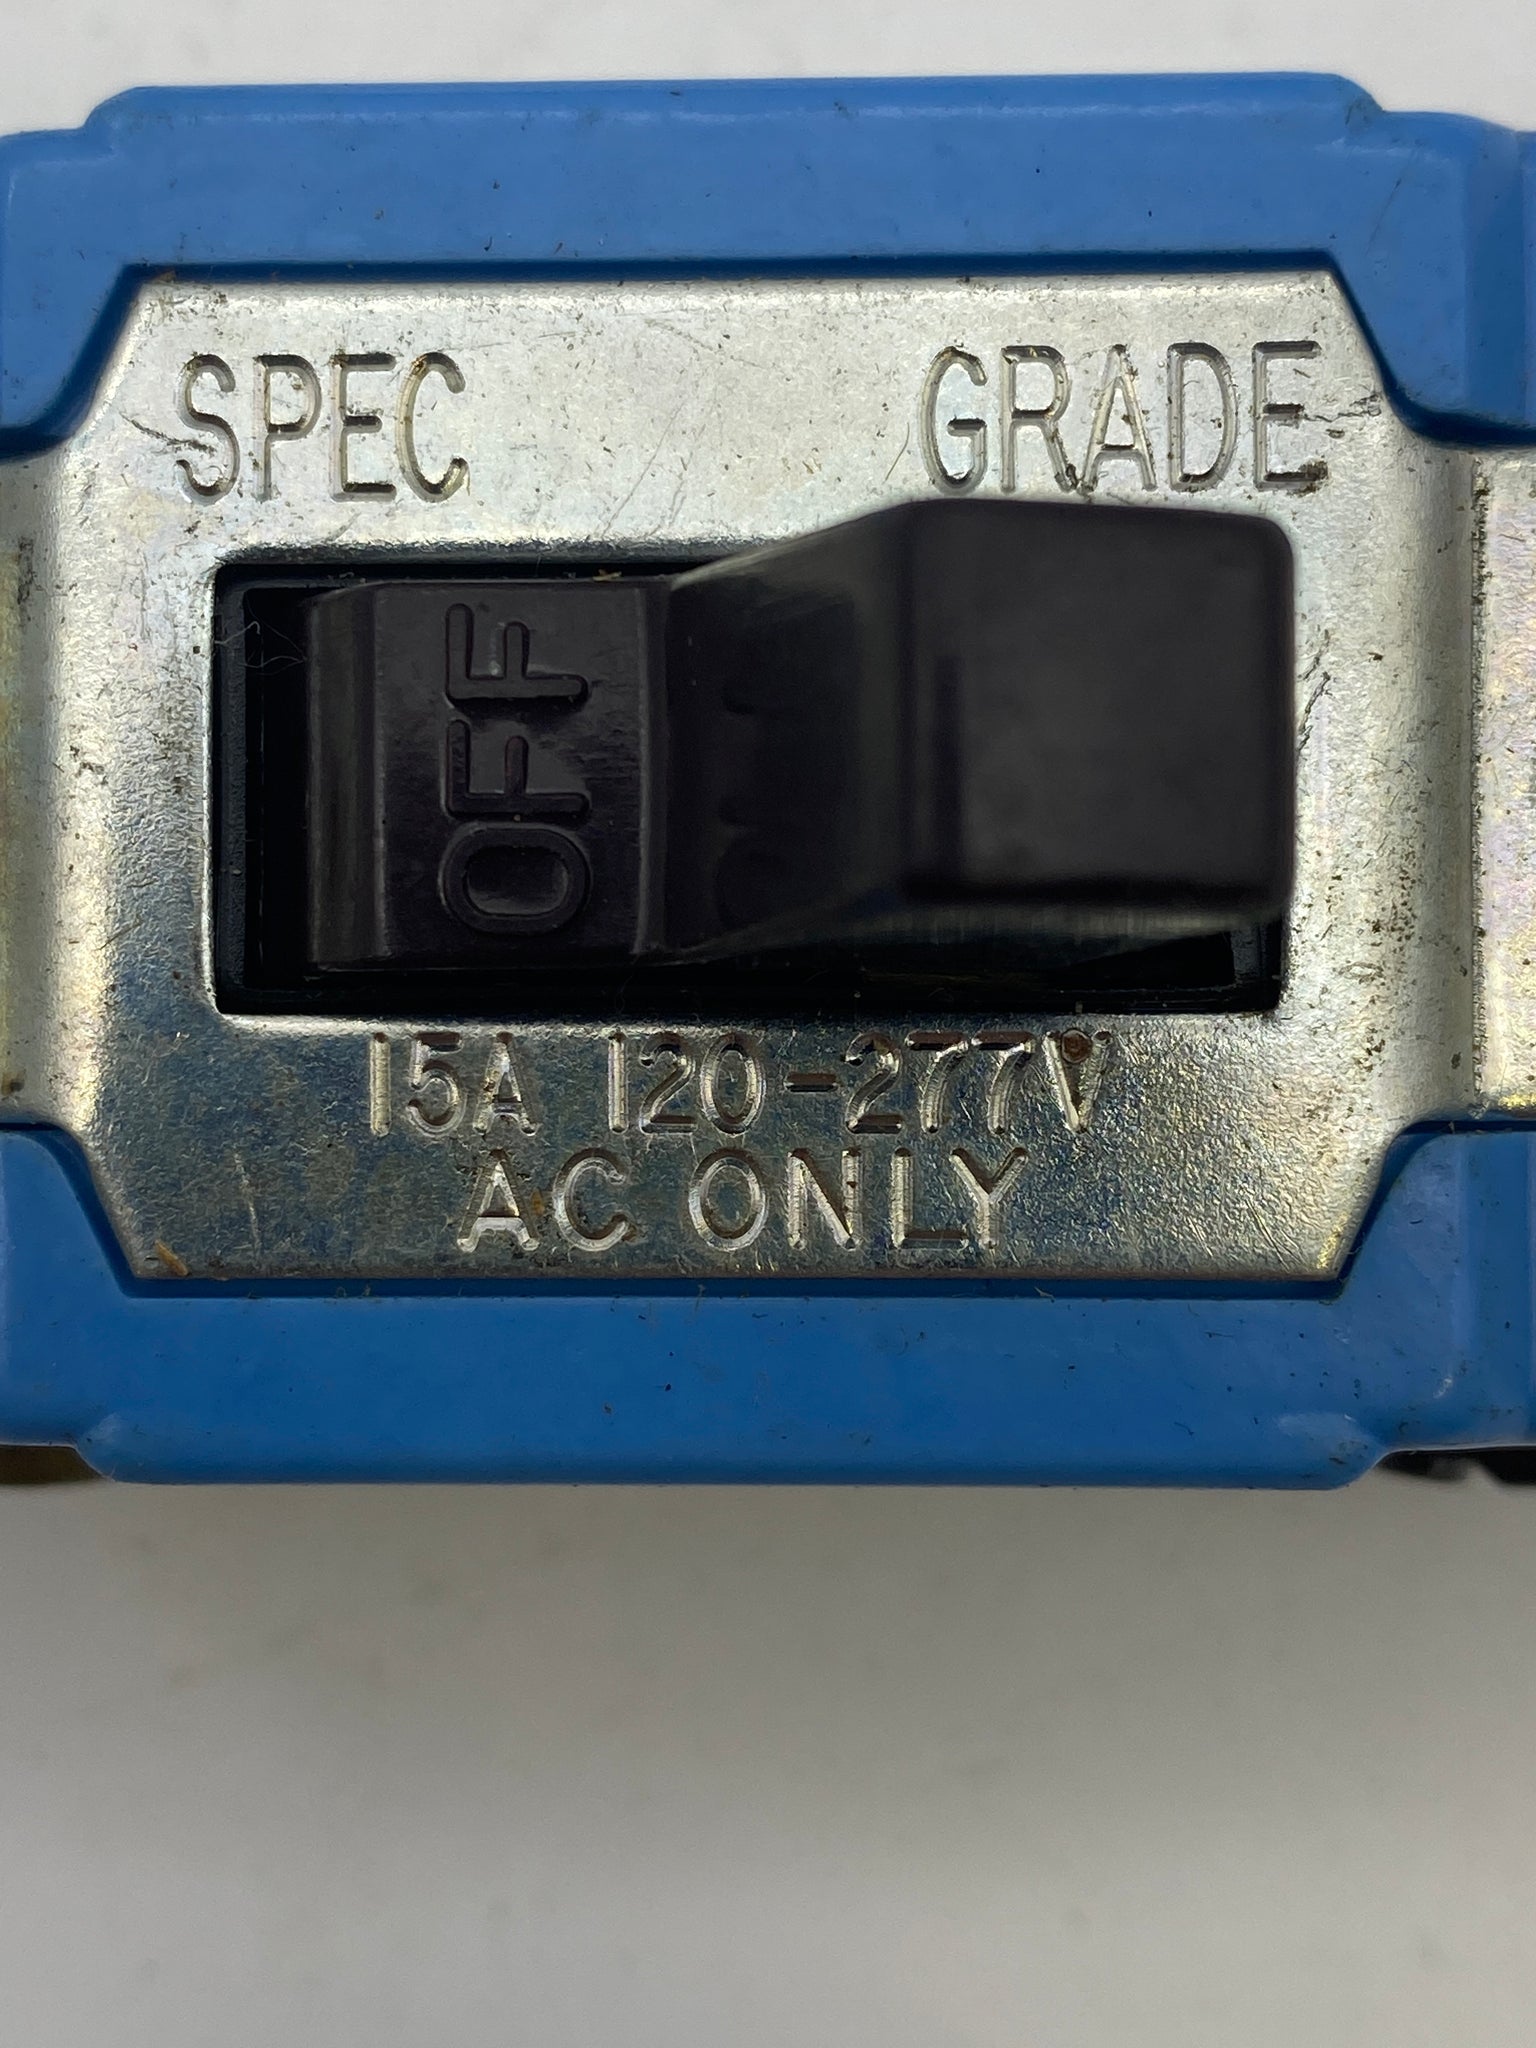 SPEC GRADE
OFF
15A 120-277V
AC ONLY